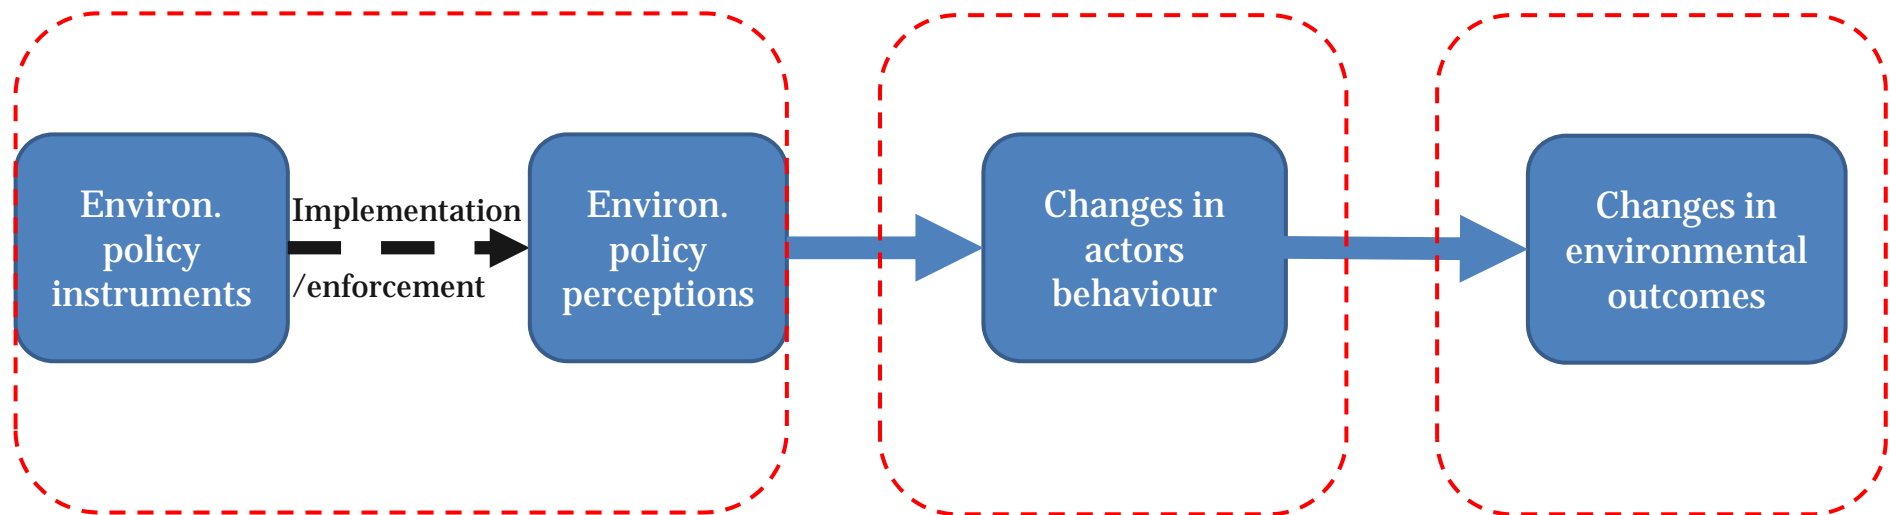 Environ.
policy
instruments
Implementation
/enforcement
Environ.
policy
perceptions
Changes in
actors
behaviour
Changes in
environmental
outcomes